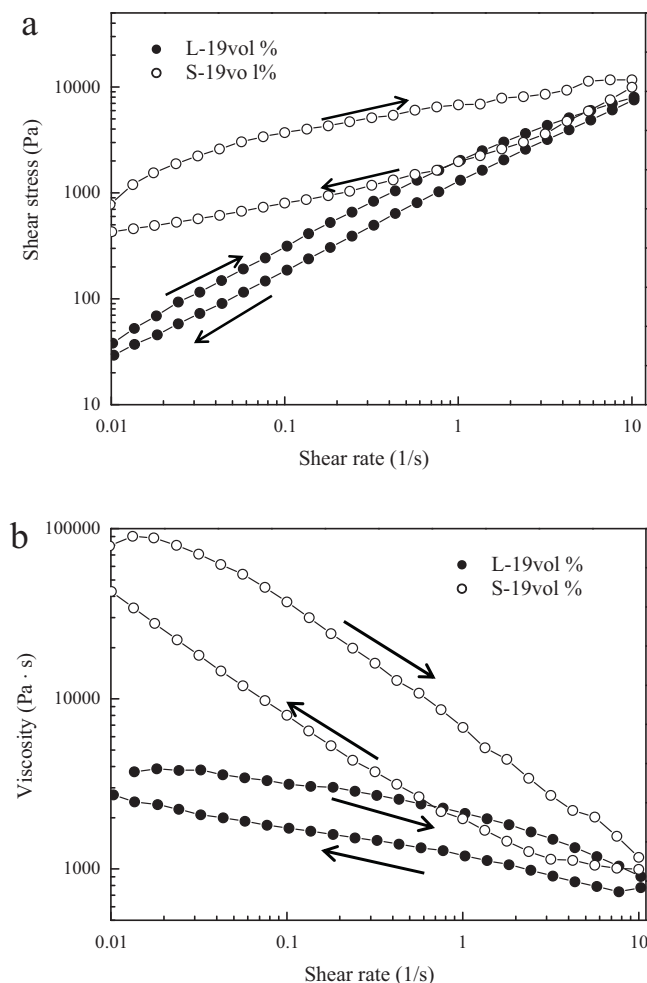 a
L-19vol %
S-19vo l%
10000
1000
100
10
Shear stress (Pa)
0.01 0.1 1 10
Shear rate (1/s)
b
100000
L-19vol %
S-19vol %
10000
1000
Viscosity (Pa · s)
0.01 0.1 1 10
Shear rate (1/s)